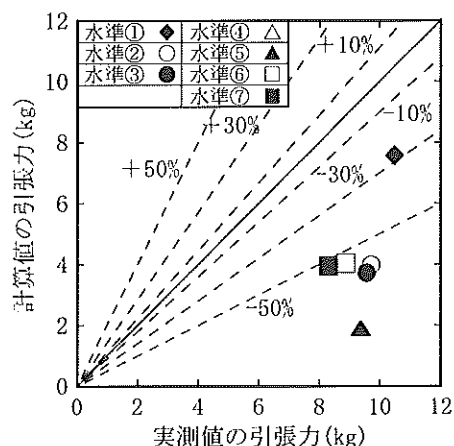 水準① 水準④
水準② 水準⑤
水準③ 水準⑥
水準⑦
+10%
+30%
+50%
-10%
-30%
-50%
12
10
8
6
4
2
0
0 2 4 6 8 10 12
計算値の引張力(kg)
実測値の引張力(kg)